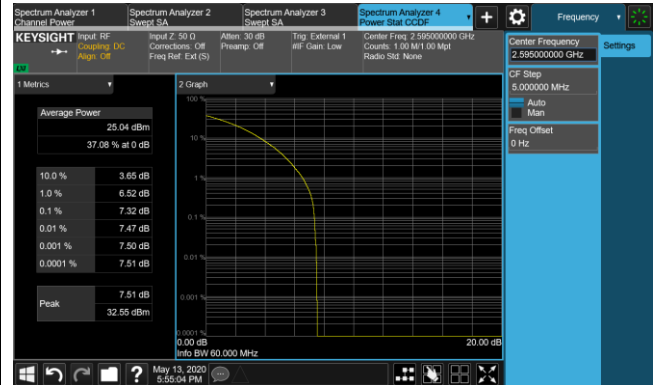 Spectrum Analyzer 1
Channel Power
Spectrum Analyzer 2
Swept SA
Spectrum Analyzer 3
Swept SA
Spectrum Analyzer 4
Power Stat CCDF
Frequency
KEYSIGHT
Input: RF
Coupling: DC
Align: Off
Input Z: 50 Ω
Corrections: Off
Freq Ref: Ext (S)
Atten: 30 dB
Preamp: Off
Trig: External 1
#IF Gain: Low
Center Freq: 2.595000000 GHz
Counts: 1.00 M/1.00 Mpt
Radio Std: None
LXI
Center Frequency
2.595000000 GHz
Settings
CF Step
5.000000 MHz
Auto
Man
Freq Offset
0 Hz
1 Metrics
Average Power
25.04 dBm
37.08 % at 0 dB
10.0 % 3.65 dB
1.0 % 6.52 dB
0.1 % 7.32 dB
0.01 % 7.47 dB
0.001 % 7.50 dB
0.0001 % 7.51 dB
Peak
7.51 dB
32.55 dBm
2 Graph
100 %
10 %
1 %
0.1 %
0.01 %
0.001 %
0.0001 %
0.00 dB
20.00 dB
Info BW 60.000 MHz
?
May 13, 2020
5:55:04 PM